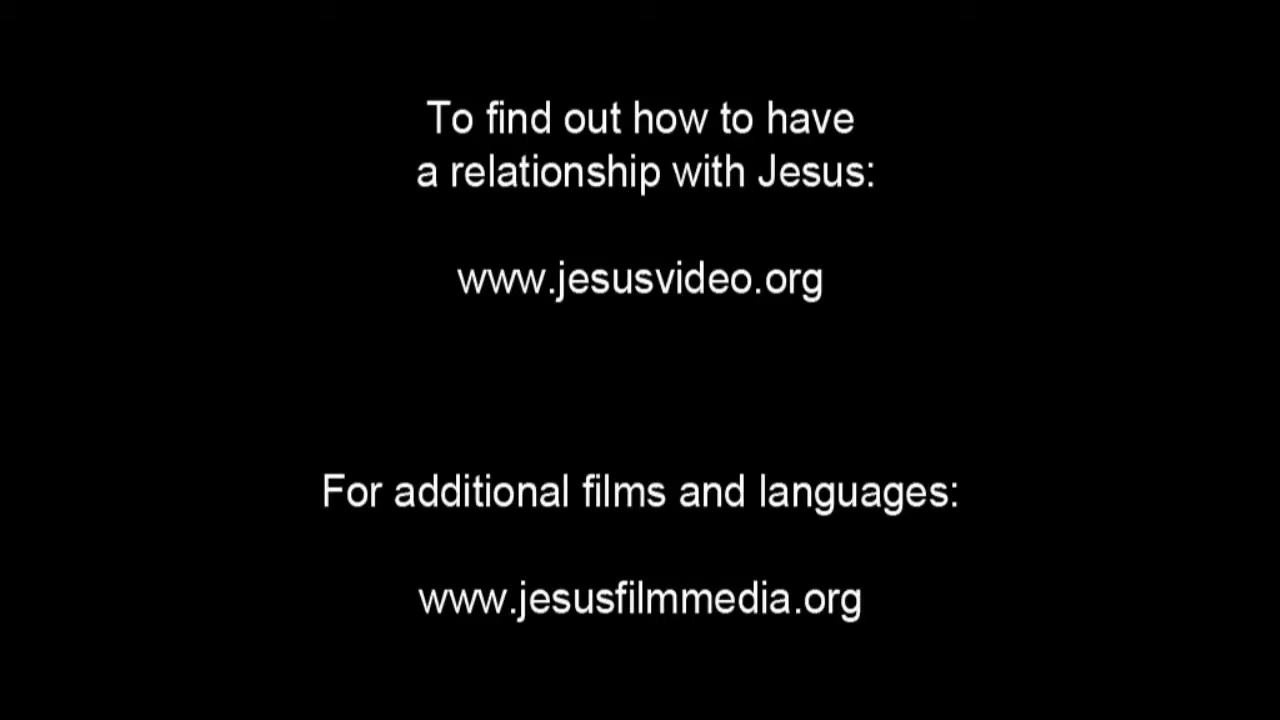 To find out how to have
a relationship with Jesus:
www.jesusvideo.org
For additional films and languages:
www.jesusfilmmedia.org